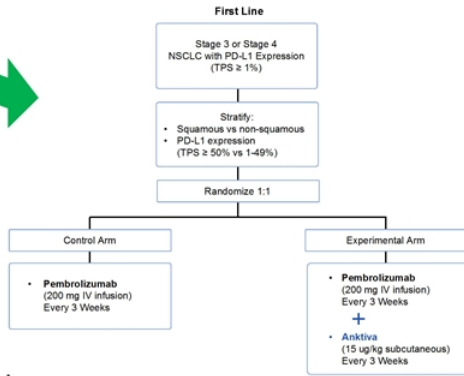 First Line
Stage 3 or Stage 4
NSCLC with PD-L1 Expression
(TPS ≥ 1%)
Stratify:
• Squamous vs non-squamous
• PD-L1 expression
(TPS ≥ 50% vs 1-49%)
Randomize 1:1
Control Arm
• Pembrolizumab
(200 mg IV infusion)
Every 3 Weeks
Experimental Arm
• Pembrolizumab
(200 mg IV infusion)
Every 3 Weeks
+
• Anktiva
(15 ug/kg subcutaneous)
Every 3 Weeks